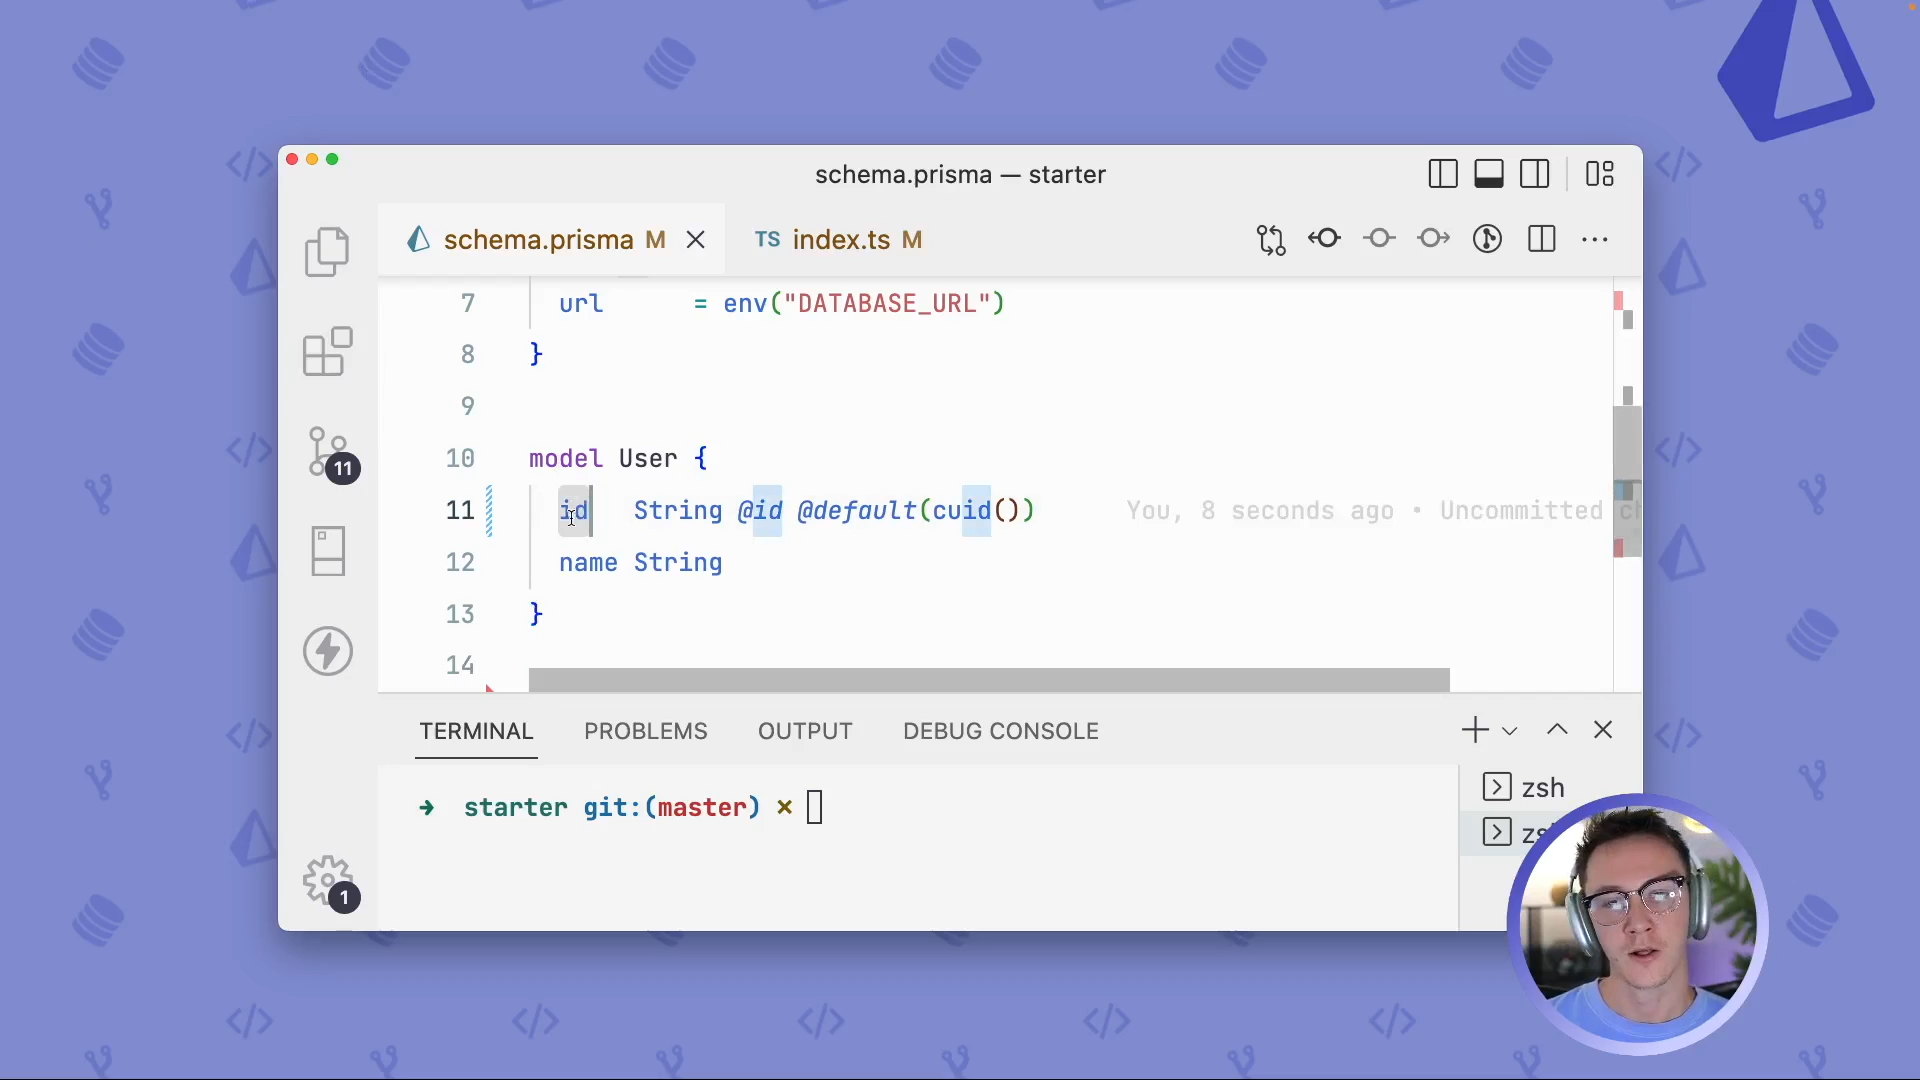 schema.prisma — starter
schema.prisma M
TS index.ts M
7 url = env("DATABASE_URL")
8 }
9
10 model User {
11 id String @id @default(cuid()) You, 8 seconds ago • Uncommitted
12 name String
13 }
14
11
1
TERMINAL PROBLEMS OUTPUT DEBUG CONSOLE
➜ starter git:(master) ×
zsh